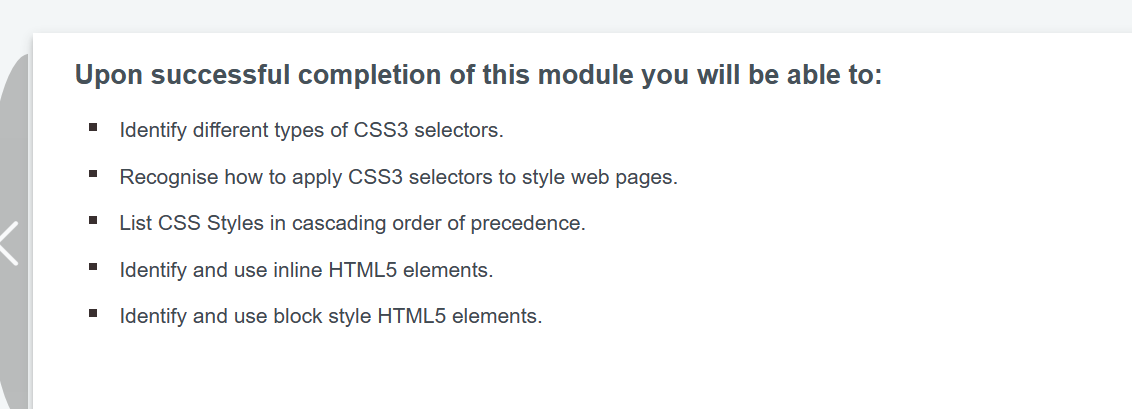 Upon successful completion of this module you will be able to:
Identify different types of CSS3 selectors.
Recognise how to apply CSS3 selectors to style web pages.
List CSS Styles in cascading order of precedence.
Identify and use inline HTML5 elements.
Identify and use block style HTML5 elements.